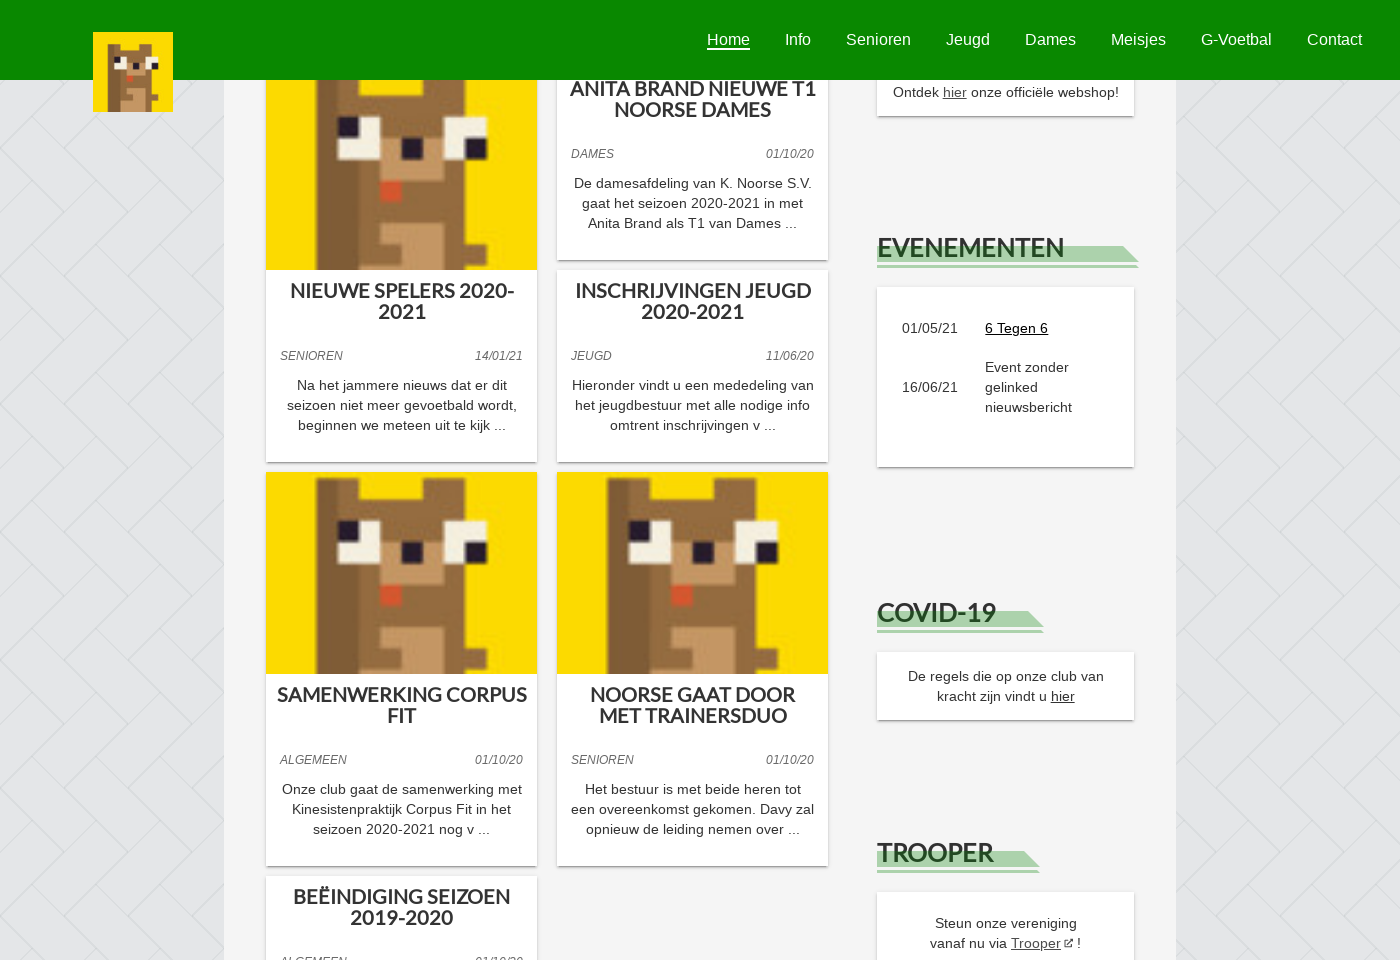 Home Info Senioren Jeugd Dames Meisjes G-Voetbal Contact
NIEUWE SPELERS 2020-
2021
SENIOREN 14/01/21
Na het jammere nieuws dat er dit
seizoen niet meer gevoetbald wordt,
beginnen we meteen uit te kijk ...
SAMENWERKING CORPUS
FIT
ALGEMEEN 01/10/20
Onze club gaat de samenwerking met
Kinesistenpraktijk Corpus Fit in het
seizoen 2020-2021 nog v ...
BEËINDIGING SEIZOEN
2019-2020
ALGEMEEN 01/10/20
ANITA BRAND NIEUWE T1
NOORSE DAMES
DAMES 01/10/20
De damesafdeling van K. Noorse S.V.
gaat het seizoen 2020-2021 in met
Anita Brand als T1 van Dames ...
INSCHRIJVINGEN JEUGD
2020-2021
JEUGD 11/06/20
Hieronder vindt u een mededeling van
het jeugdbestuur met alle nodige info
omtrent inschrijvingen v ...
NOORSE GAAT DOOR
MET TRAINERSDUO
SENIOREN 01/10/20
Het bestuur is met beide heren tot
een overeenkomst gekomen. Davy zal
opnieuw de leiding nemen over ...
Ontdek hier onze officiële webshop!
EVENEMENTEN
01/05/21 6 Tegen 6
16/06/21 Event zonder
gelinked
nieuwsbericht
COVID-19
De regels die op onze club van
kracht zijn vindt u hier
TROOPER
Steun onze vereniging
vanaf nu via Trooper !